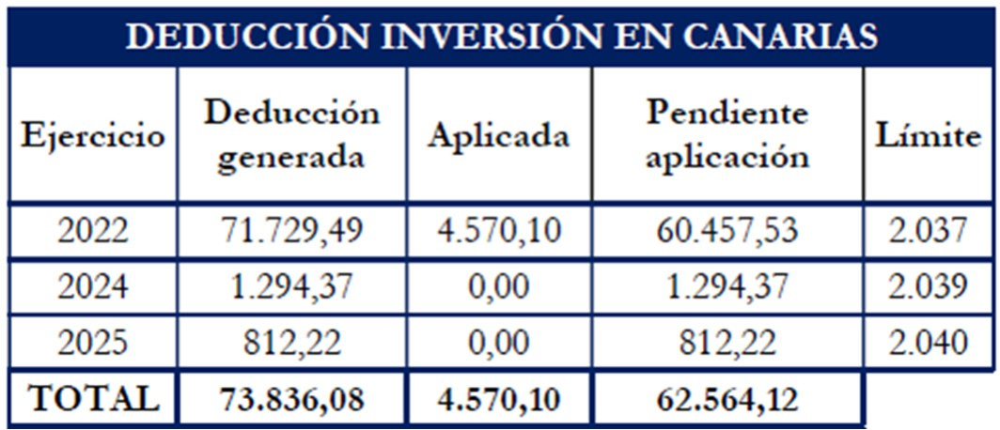 DEDUCCIÓN INVERSIÓN EN CANARIAS
Ejercicio Deducción generada Aplicada Pendiente aplicación Límite
2022 71.729,49 4.570,10 60.457,53 2.037
2024 1.294,37 0,00 1.294,37 2.039
2025 812,22 0,00 812,22 2.040
TOTAL 73.836,08 4.570,10 62.564,12